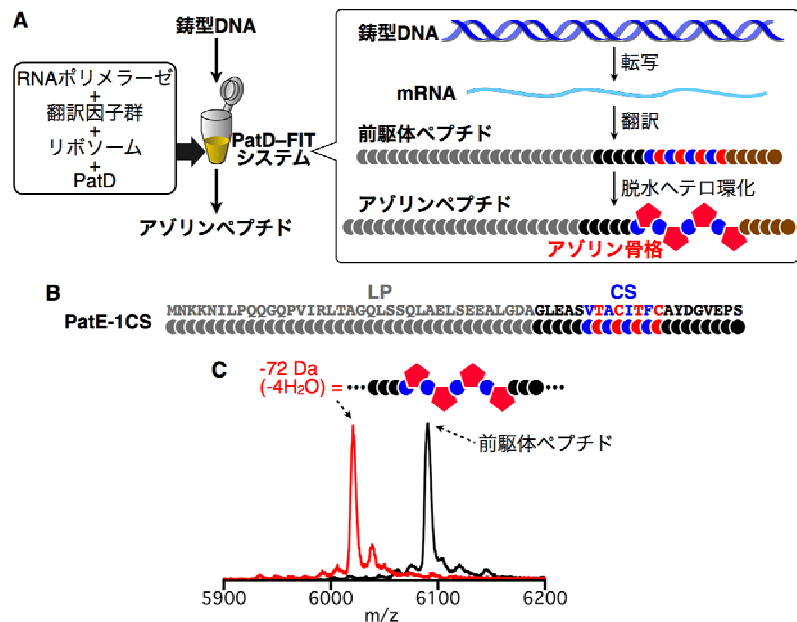 A
鋳型DNA
RNAポリメラーゼ
+
翻訳因子群
+
リボソーム
+
PatD
PatD–FIT
システム
アゾリンペプチド
鋳型DNA
転写
mRNA
翻訳
前駆体ペプチド
脱水ヘテロ環化
アゾリンペプチド
アゾリン骨格
B
LP
CS
PatE-1CS
MNKKNILPQQGQPVIRLTAGQLSSQLAELSEEALGDAGLEASVTACITFCAYDGVEPS
C
-72 Da
(-4H₂O) =
前駆体ペプチド
5900
6000
6100
6200
m/z